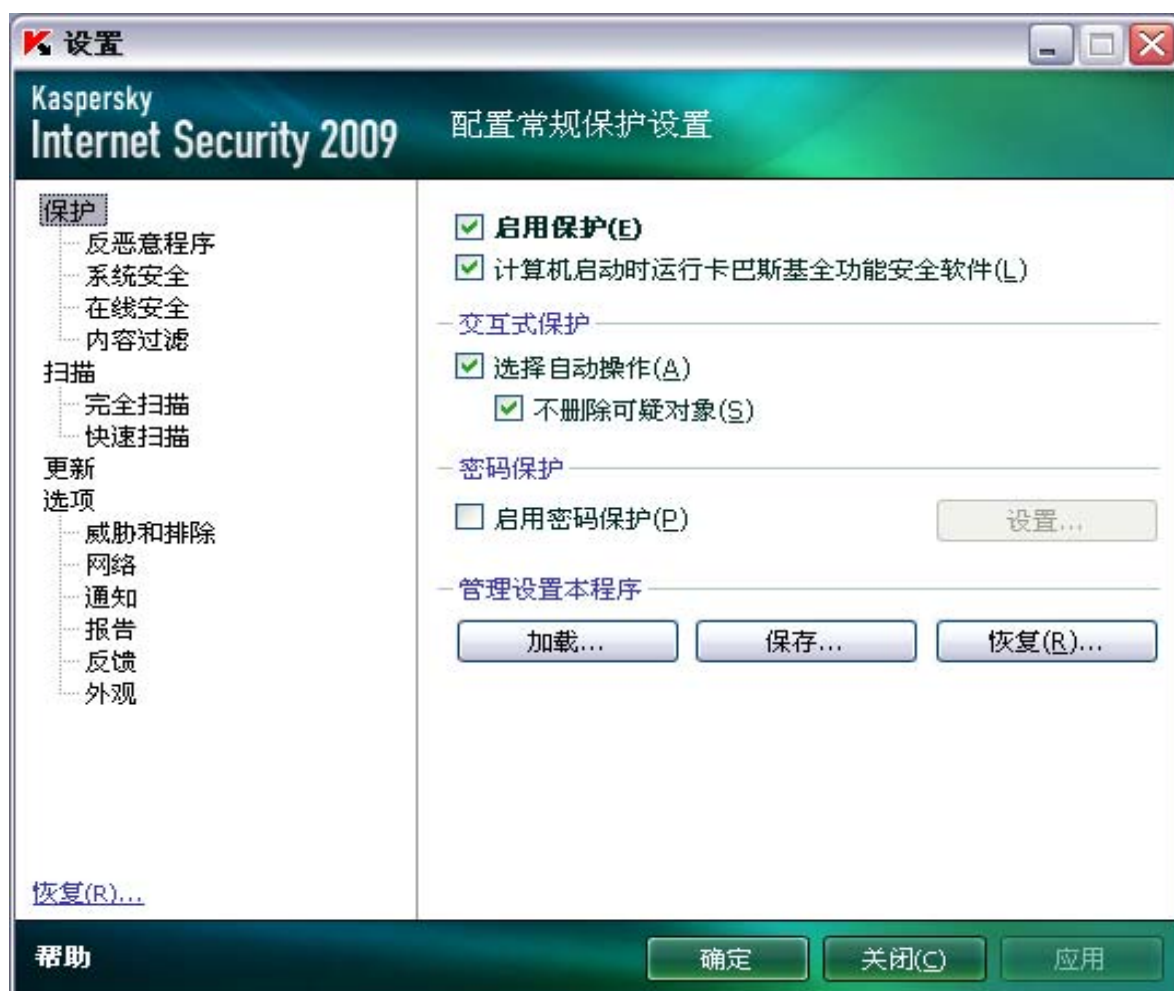 设置
Kaspersky
Internet Security 2009
配置常规保护设置
保护
反恶意程序
系统安全
在线安全
内容过滤
扫描
完全扫描
快速扫描
更新
选项
威胁和排除
网络
通知
报告
反馈
外观
恢复(R)...
启用保护(E)
计算机启动时运行卡巴斯基全功能安全软件(L)
交互式保护
选择自动操作(A)
不删除可疑对象(S)
密码保护
启用密码保护(P)
设置...
管理设置本程序
加载...
保存...
恢复(R)...
帮助
确定
关闭(C)
应用